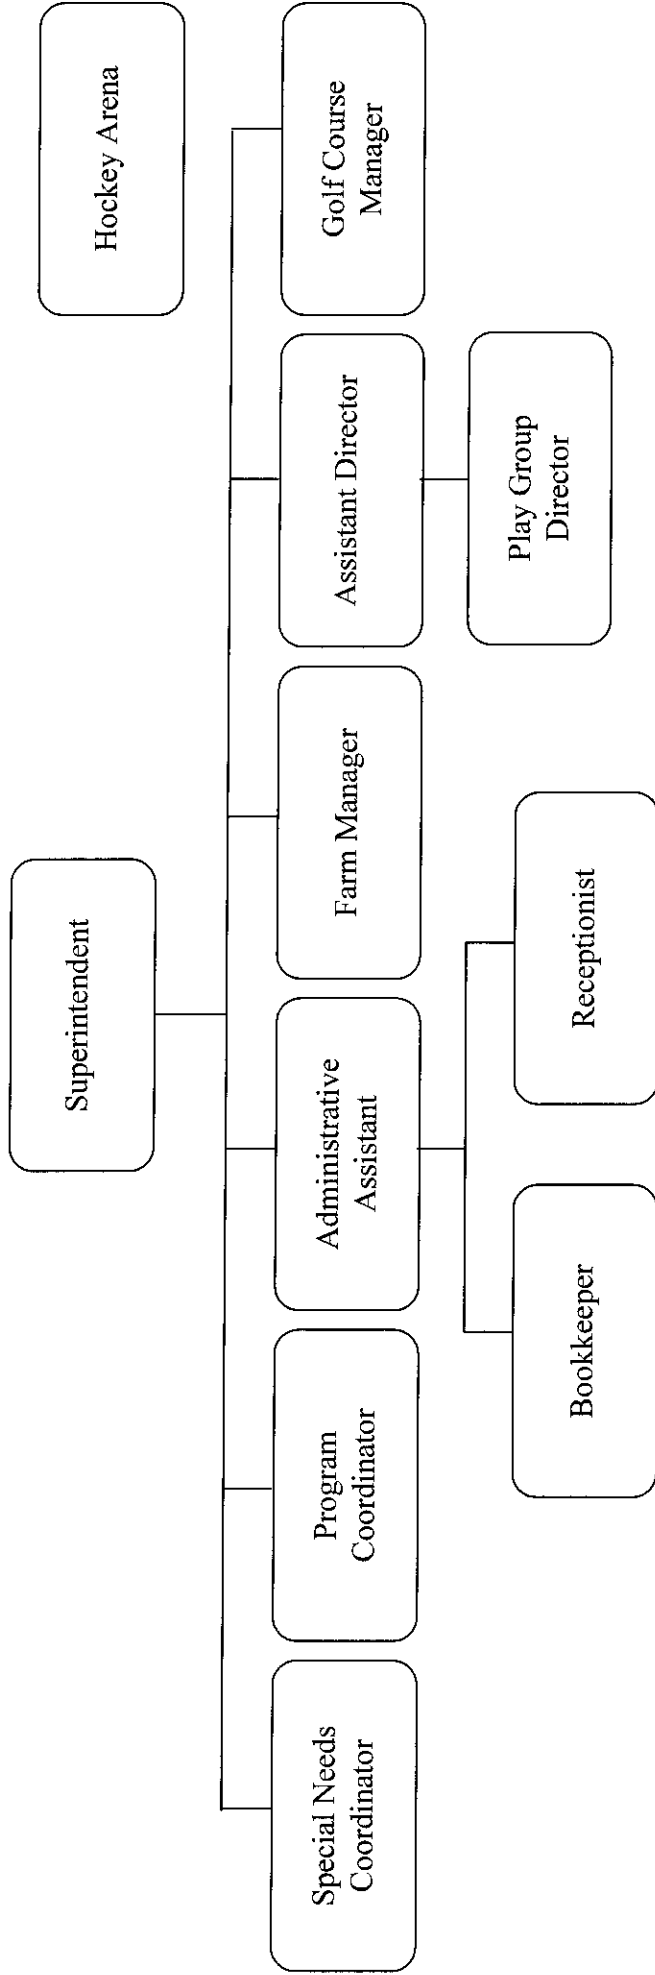 Superintendent
Hockey Arena
Special Needs
Coordinator
Program
Coordinator
Administrative
Assistant
Farm Manager
Assistant Director
Golf Course
Manager
Bookkeeper
Receptionist
Play Group
Director